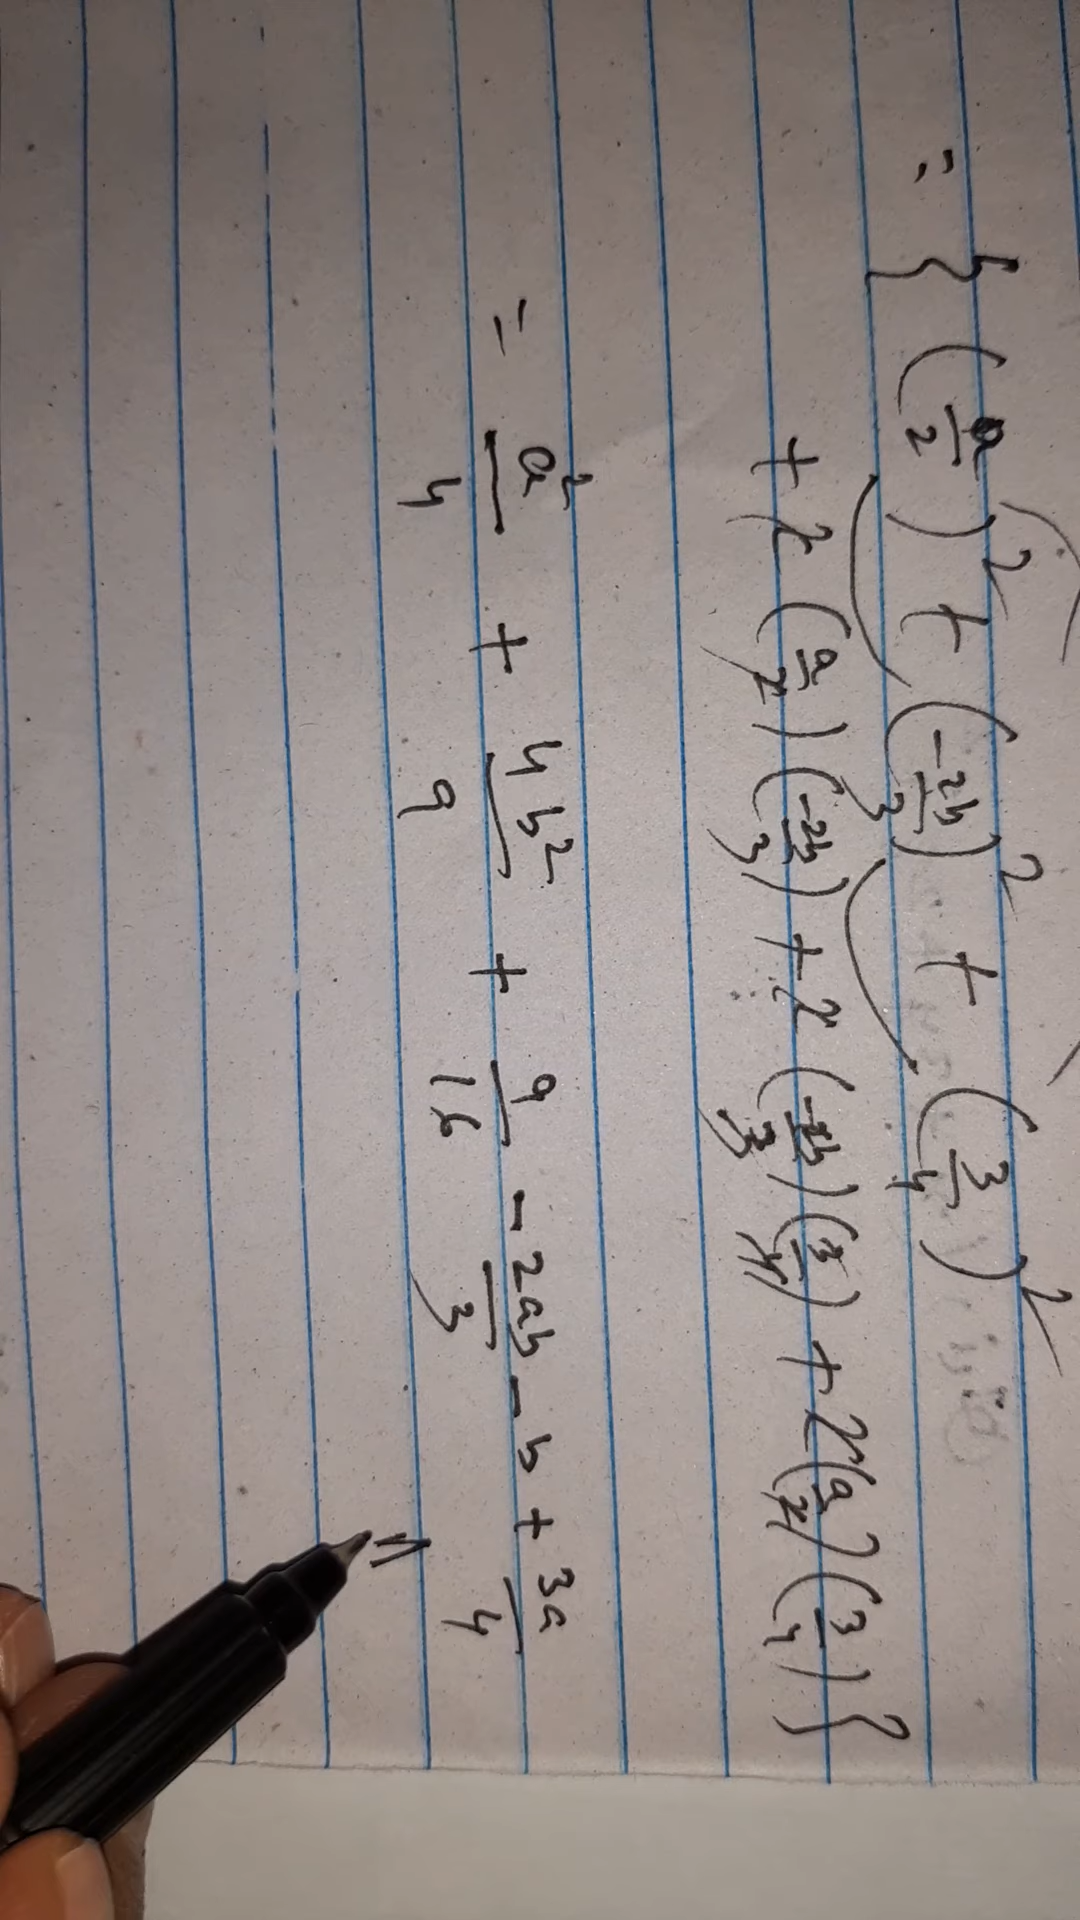 = { (a/2)² + (-2b/3)² + (3/4)²
+ 2 (a/2) (-2b/3) + 2 (-2b/3) (3/4) + 2 (a/2) (3/4) }
= a²/4 + 4b²/9 + 9/16 - 2ab/3 - b + 3a/4